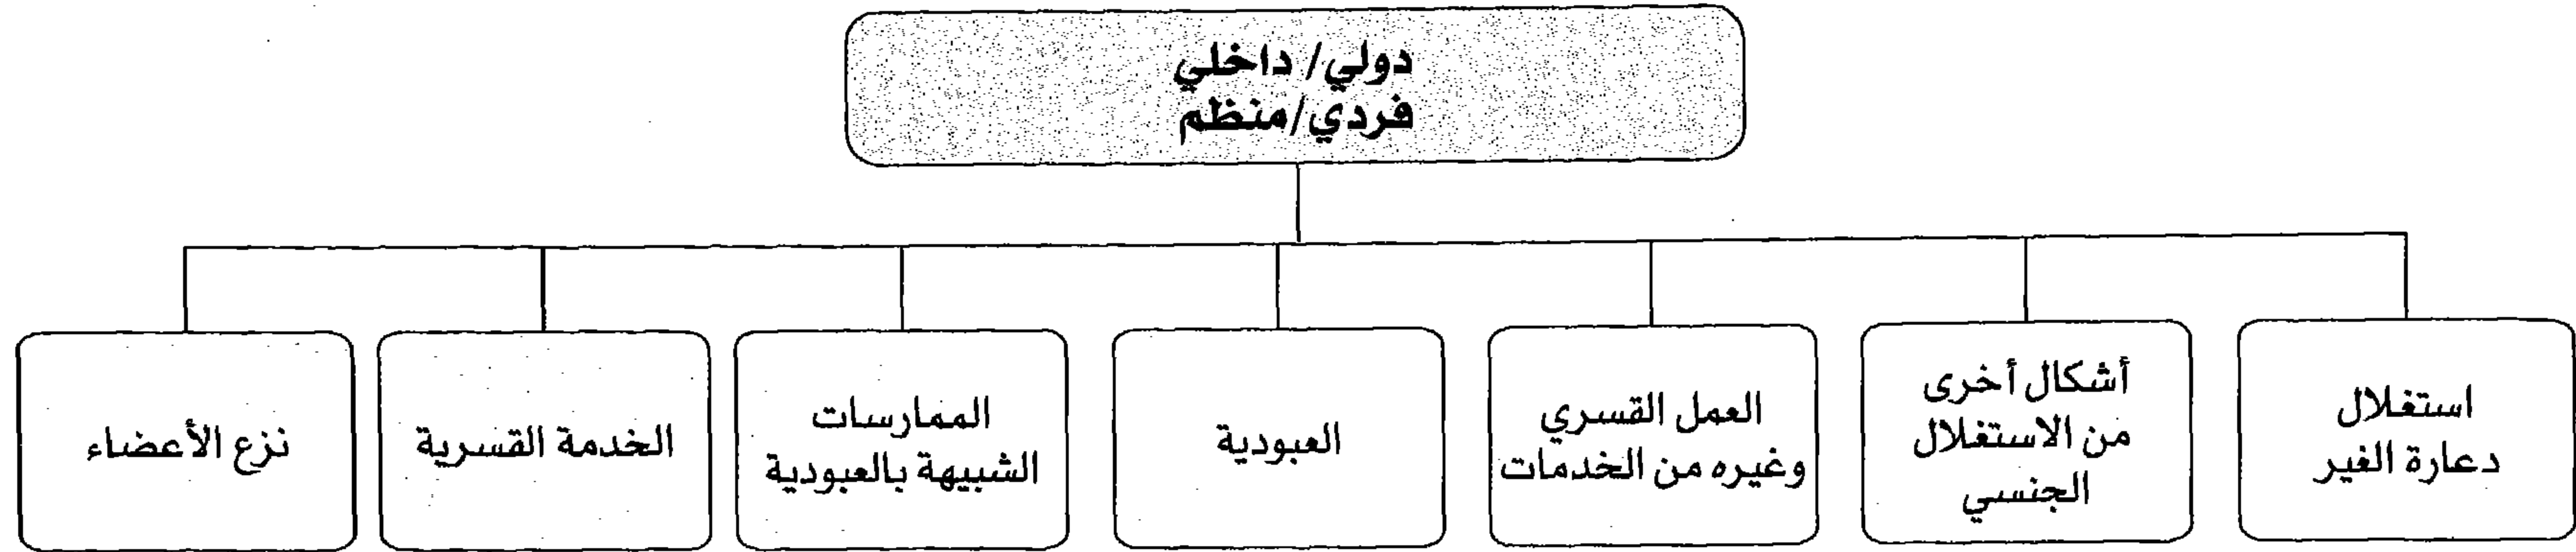 دولي/ داخلي
فردي/منظم
استغلال
دعارة الغير
أشكال أخرى
من الاستغلال
الجنسي
العمل القسري
وغيره من الخدمات
العبودية
الممارسات
الشبيهة بالعبودية
الخدمة القسرية
نزع الأعضاء